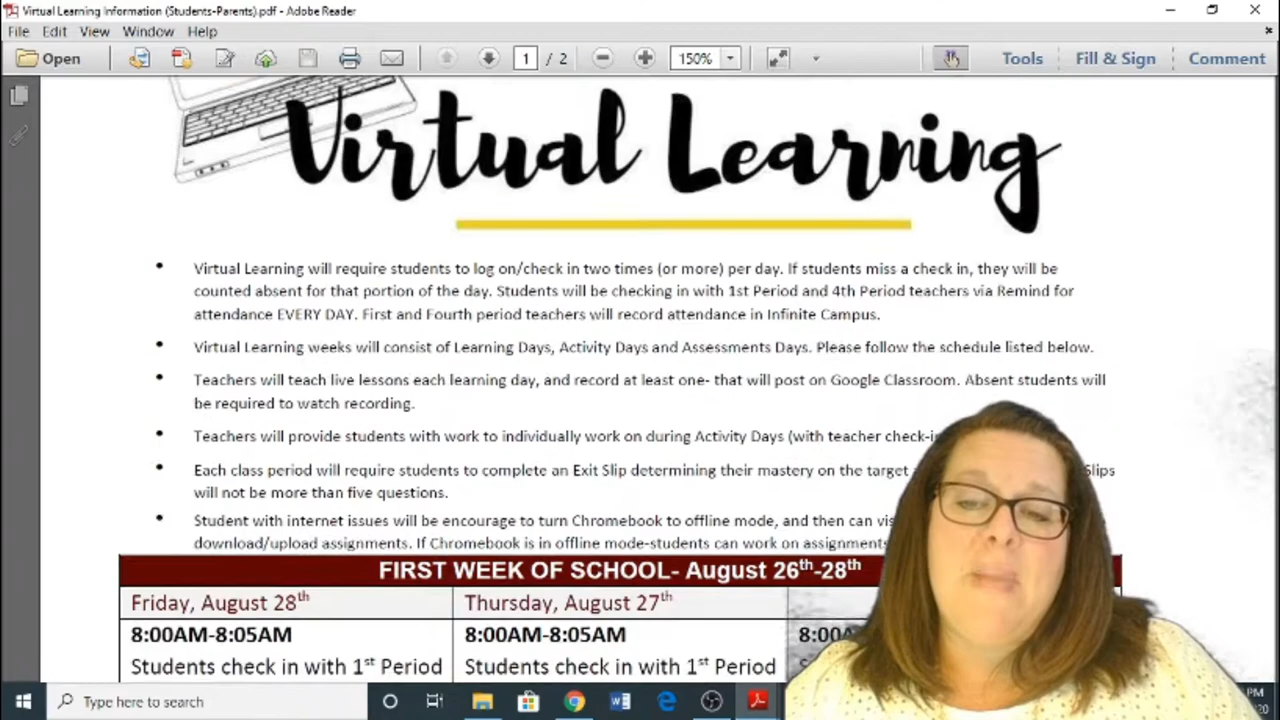 Virtual Learning Information (Students-Parents).pdf - Adobe Reader
File Edit View Window Help
Open 1 / 2 150% Tools Fill & Sign Comment
Virtual Learning
Virtual Learning will require students to log on/check in two times (or more) per day. If students miss a check in, they will be
counted absent for that portion of the day. Students will be checking in with 1st Period and 4th Period teachers via Remind for
attendance EVERY DAY. First and Fourth period teachers will record attendance in Infinite Campus.
Virtual Learning weeks will consist of Learning Days, Activity Days and Assessments Days. Please follow the schedule listed below.
Teachers will teach live lessons each learning day, and record at least one- that will post on Google Classroom. Absent students will
be required to watch recording.
Teachers will provide students with work to individually work on during Activity Days (with teacher
Each class period will require students to complete an Exit Slip determining their mastery on the target Slips
will not be more than five questions.
Student with internet issues will be encourage to turn Chromebook to offline mode, and then can
download/upload assignments. If Chromebook is in offline mode-students can work on assignments
FIRST WEEK OF SCHOOL- August 26th-28th
Friday, August 28th Thursday, August 27th
8:00AM-8:05AM 8:00AM-8:05AM
Students check in with 1st Period Students check in with 1st Period
Type here to search PM